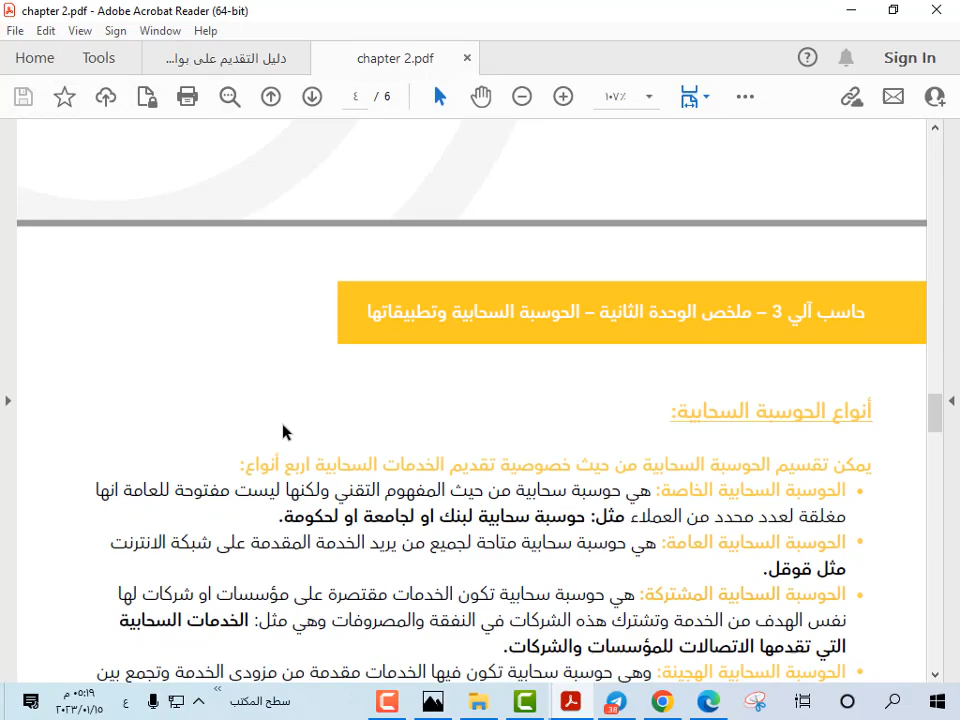 chapter 2.pdf - Adobe Acrobat Reader (64-bit)
File Edit View Sign Window Help
Home Tools دليل التقديم على بوا... chapter 2.pdf Sign In
٤ / 6 ١٠٧٪
حاسب آلي 3 – ملخص الوحدة الثانية – الحوسبة السحابية وتطبيقاتها
أنواع الحوسبة السحابية:
يمكن تقسيم الحوسبة السحابية من حيث خصوصية تقديم الخدمات السحابية اربع أنواع:
• الحوسبة السحابية الخاصة: هي حوسبة سحابية من حيث المفهوم التقني ولكنها ليست مفتوحة للعامة انها
مغلقة لعدد محدد من العملاء مثل: حوسبة سحابية لبنك او لجامعة او لحكومة.
• الحوسبة السحابية العامة: هي حوسبة سحابية متاحة لجميع من يريد الخدمة المقدمة على شبكة الانترنت
مثل قوقل.
• الحوسبة السحابية المشتركة: هي حوسبة سحابية تكون الخدمات مقتصرة على مؤسسات او شركات لها
نفس الهدف من الخدمة وتشترك هذه الشركات في النفقة والمصروفات وهي مثل: الخدمات السحابية
التي تقدمها الاتصالات للمؤسسات والشركات.
• الحوسبة السحابية الهجينة: وهي حوسبة سحابية تكون فيها الخدمات مقدمة من مزودي الخدمة وتجمع بين
٠٥:١٩ م
٢٠٢٣/٠١/١٥
ع
سطح المكتب
38